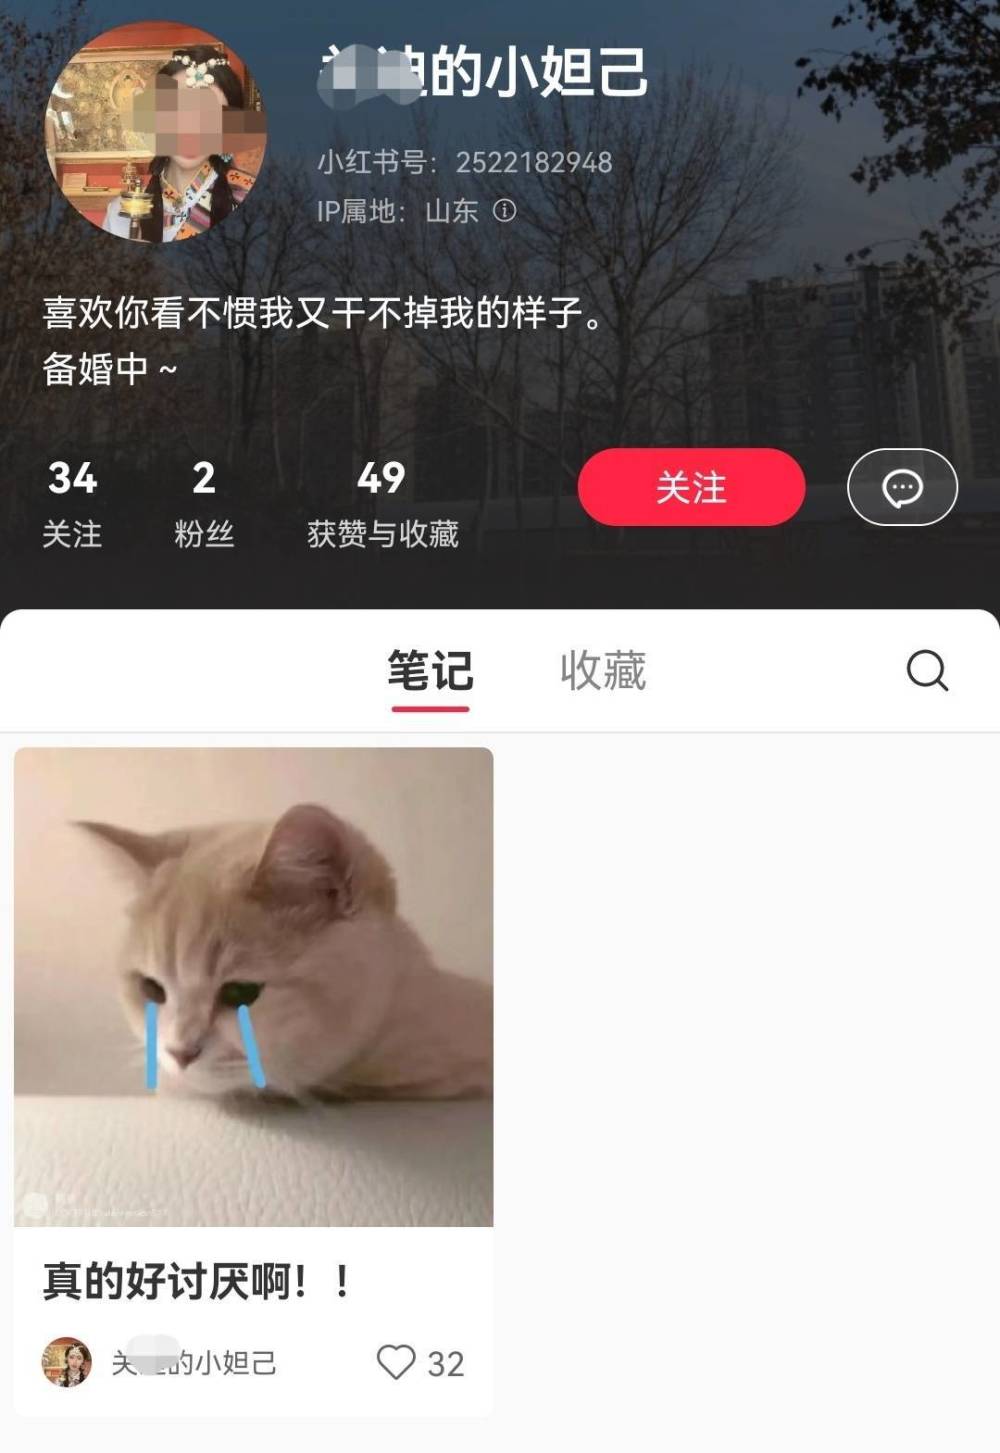 的小妲己
小红书号：2522182948
IP属地：山东
喜欢你看不惯我又干不掉我的样子。
备婚中 ~
34 2 49
关注 粉丝 获赞与收藏
关注
笔记 收藏
真的好讨厌啊！！
关 的小妲己 32